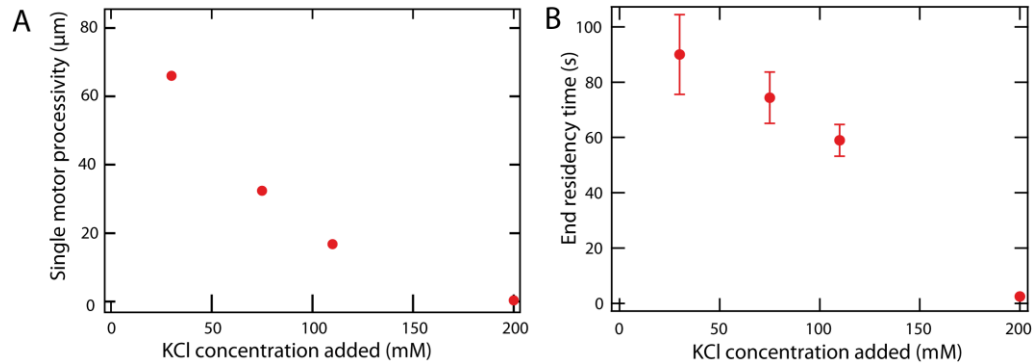 A
Single motor processivity (µm)
80
60
40
20
0
0 50 100 150 200
KCl concentration added (mM)
B
End residency time (s)
100
80
60
40
20
0
0 50 100 150 200
KCl concentration added (mM)